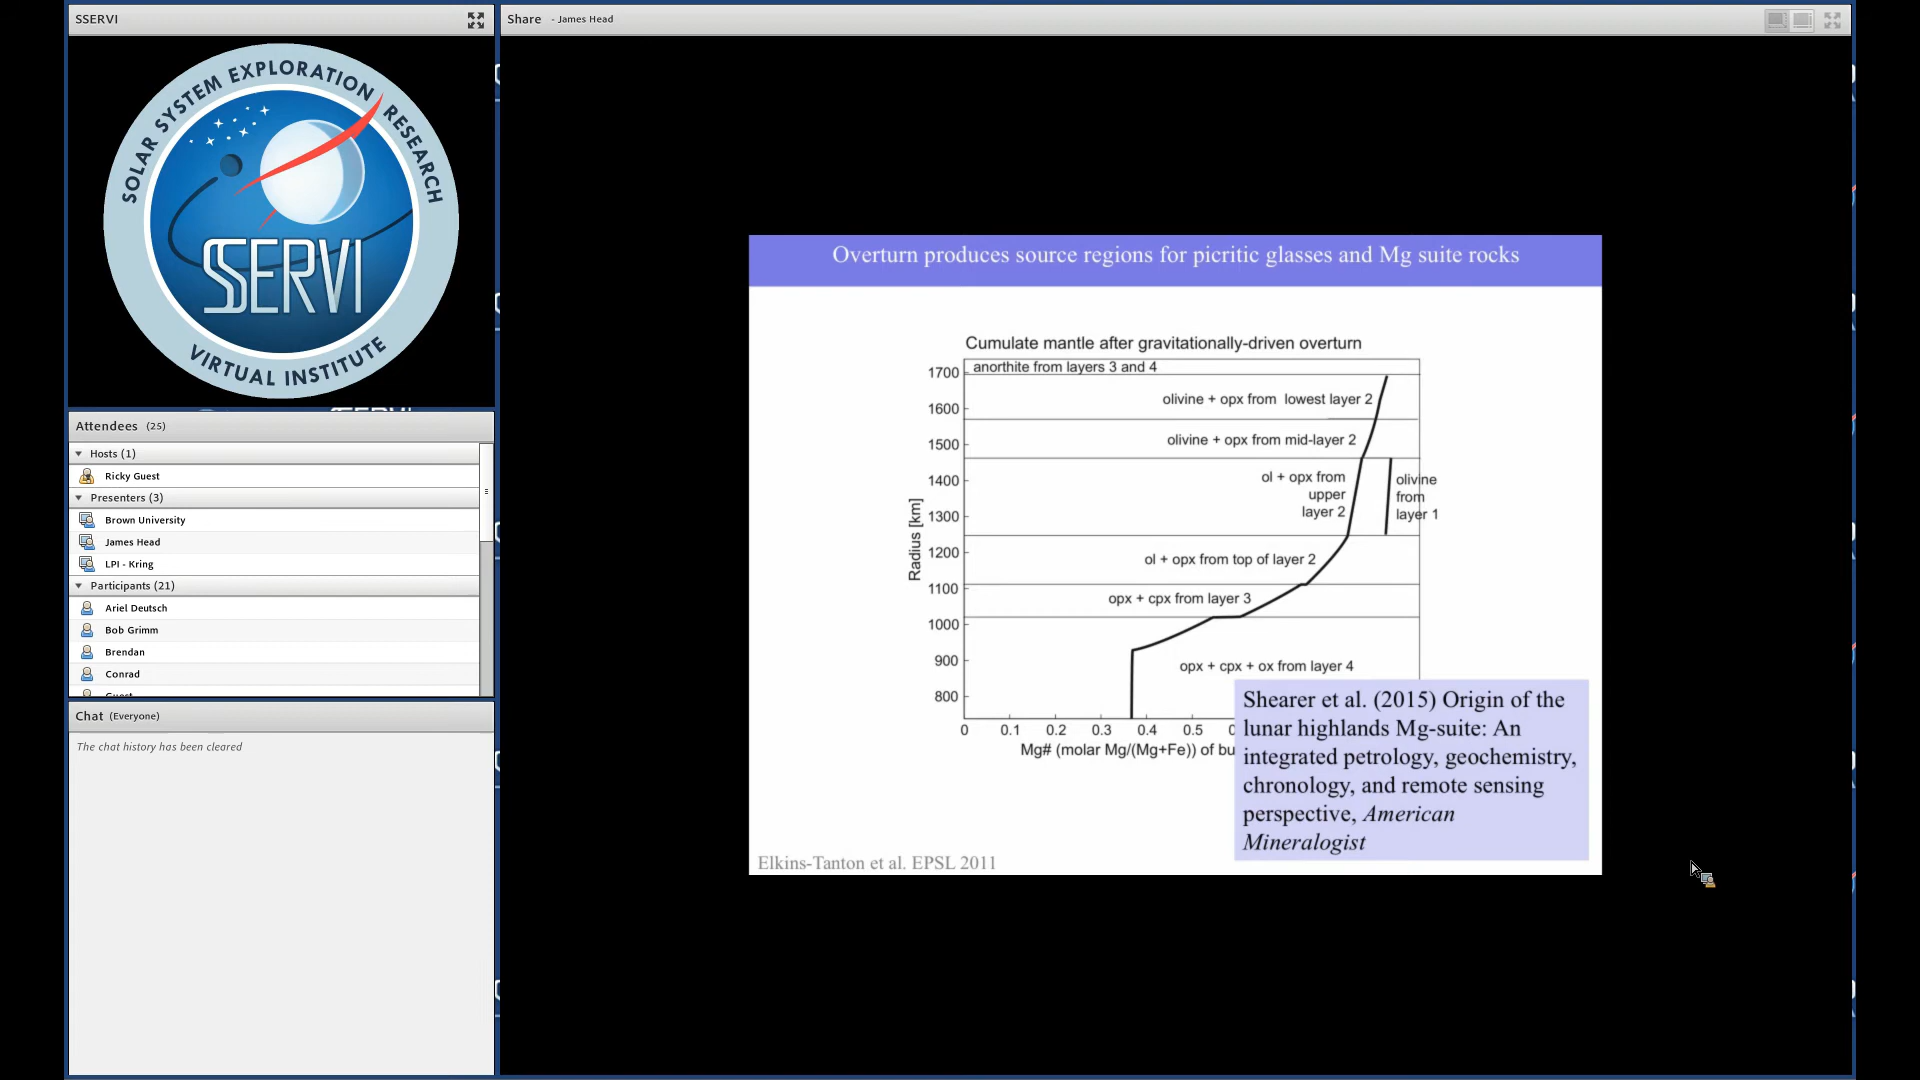 SSERVI
SOLAR SYSTEM EXPLORATION RESEARCH
SSERVI
VIRTUAL INSTITUTE
Attendees (25)
Hosts (1)
Ricky Guest
Presenters (3)
Brown University
James Head
LPI - Kring
Participants (21)
Ariel Deutsch
Bob Grimm
Brendan
Conrad
Guest
Chat (Everyone)
The chat history has been cleared
Share - James Head
Overturn produces source regions for picritic glasses and Mg suite rocks
Cumulate mantle after gravitationally-driven overturn
anorthite from layers 3 and 4
olivine + opx from lowest layer 2
olivine + opx from mid-layer 2
ol + opx from
upper
layer 2
olivine
from
layer 1
ol + opx from top of layer 2
opx + cpx from layer 3
opx + cpx + ox from layer 4
Radius [km]
1700
1600
1500
1400
1300
1200
1100
1000
900
800
0 0.1 0.2 0.3 0.4 0.5
Mg# (molar Mg/(Mg+Fe)) of bu
Shearer et al. (2015) Origin of the
lunar highlands Mg-suite: An
integrated petrology, geochemistry,
chronology, and remote sensing
perspective, American
Mineralogist
Elkins-Tanton et al. EPSL 2011